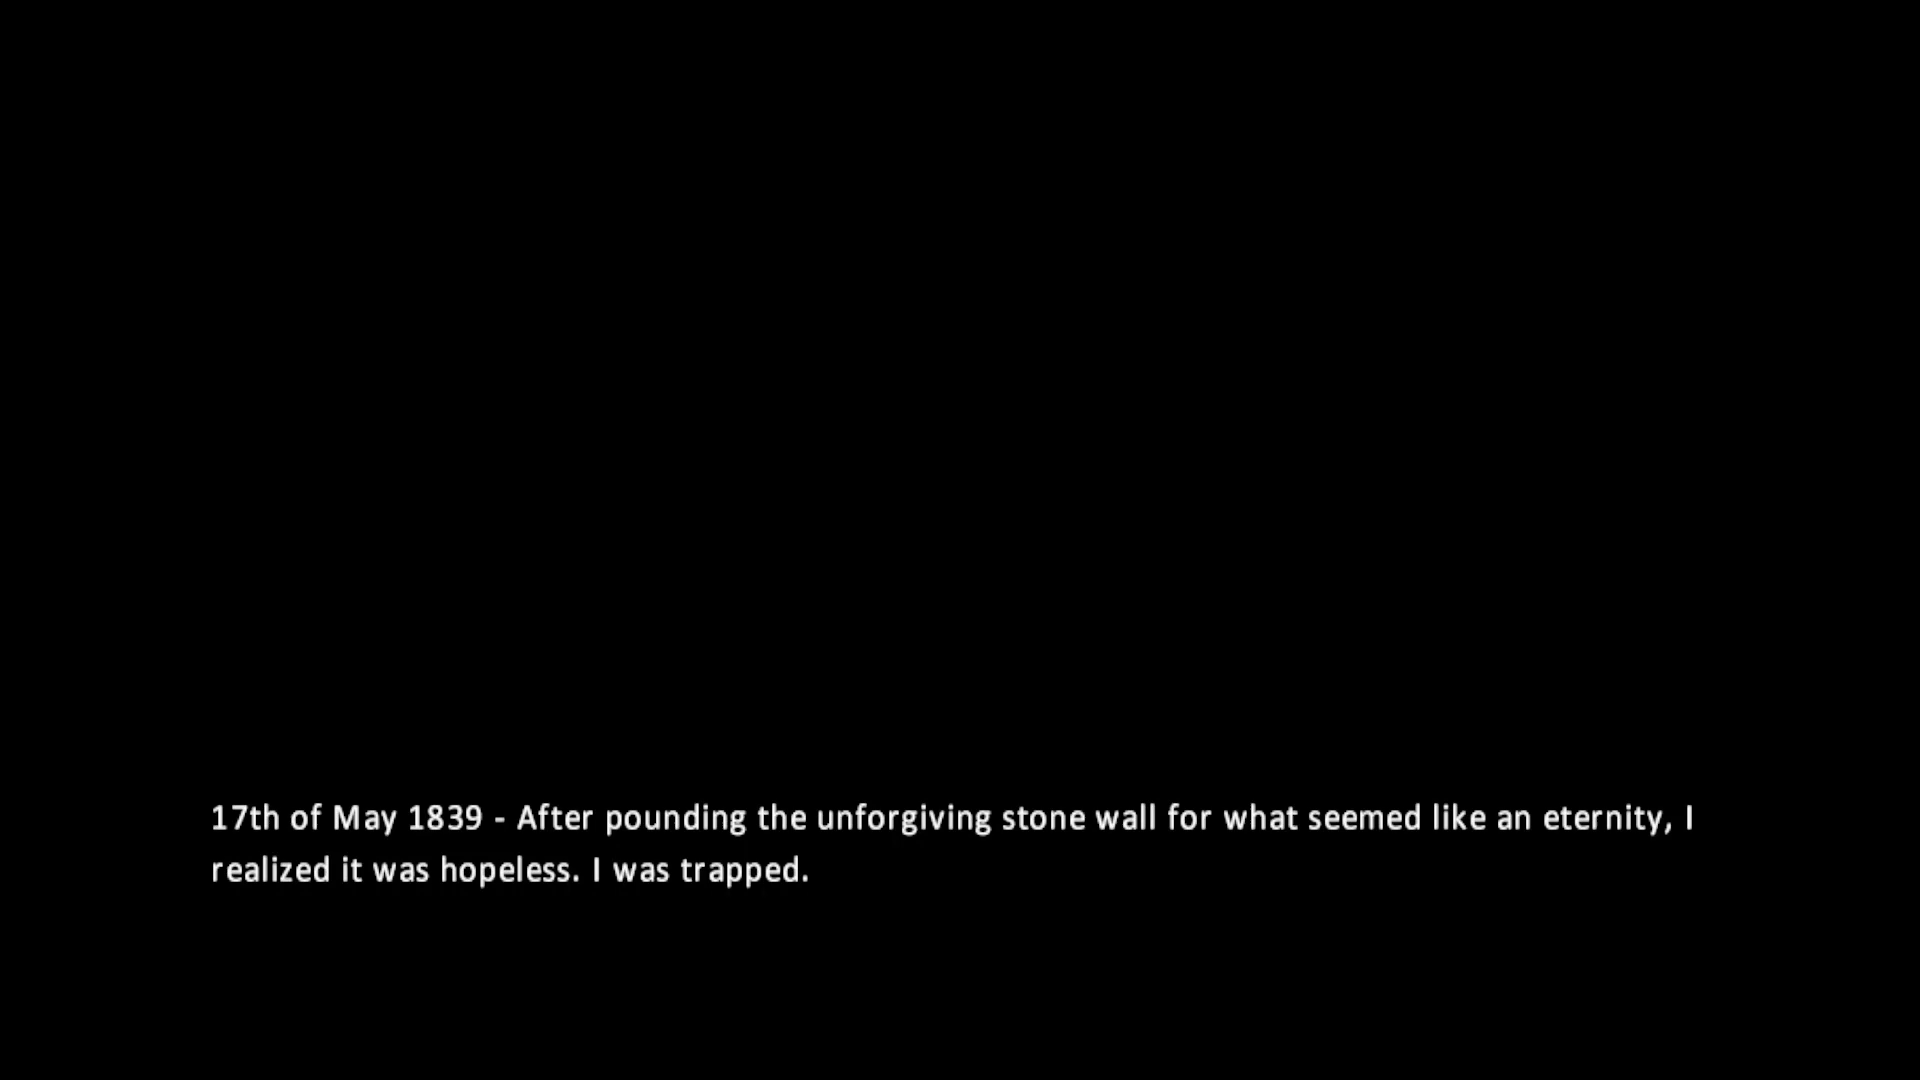 17th of May 1839 - After pounding the unforgiving stone wall for what seemed like an eternity, I
realized it was hopeless. I was trapped.